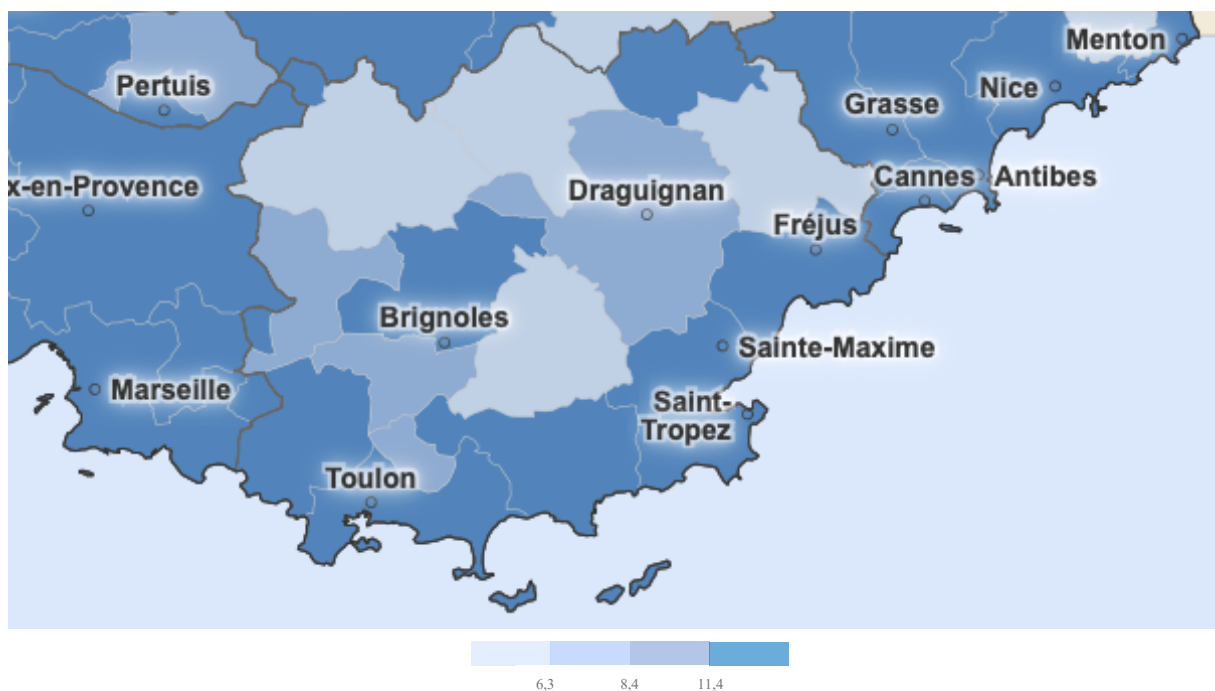 Menton
Pertuis
Nice
Grasse
x-en-Provence
Draguignan
Cannes
Antibes
Fréjus
Brignoles
Sainte-Maxime
Marseille
Saint-
Tropez
Toulon
6,3 8,4 11,4